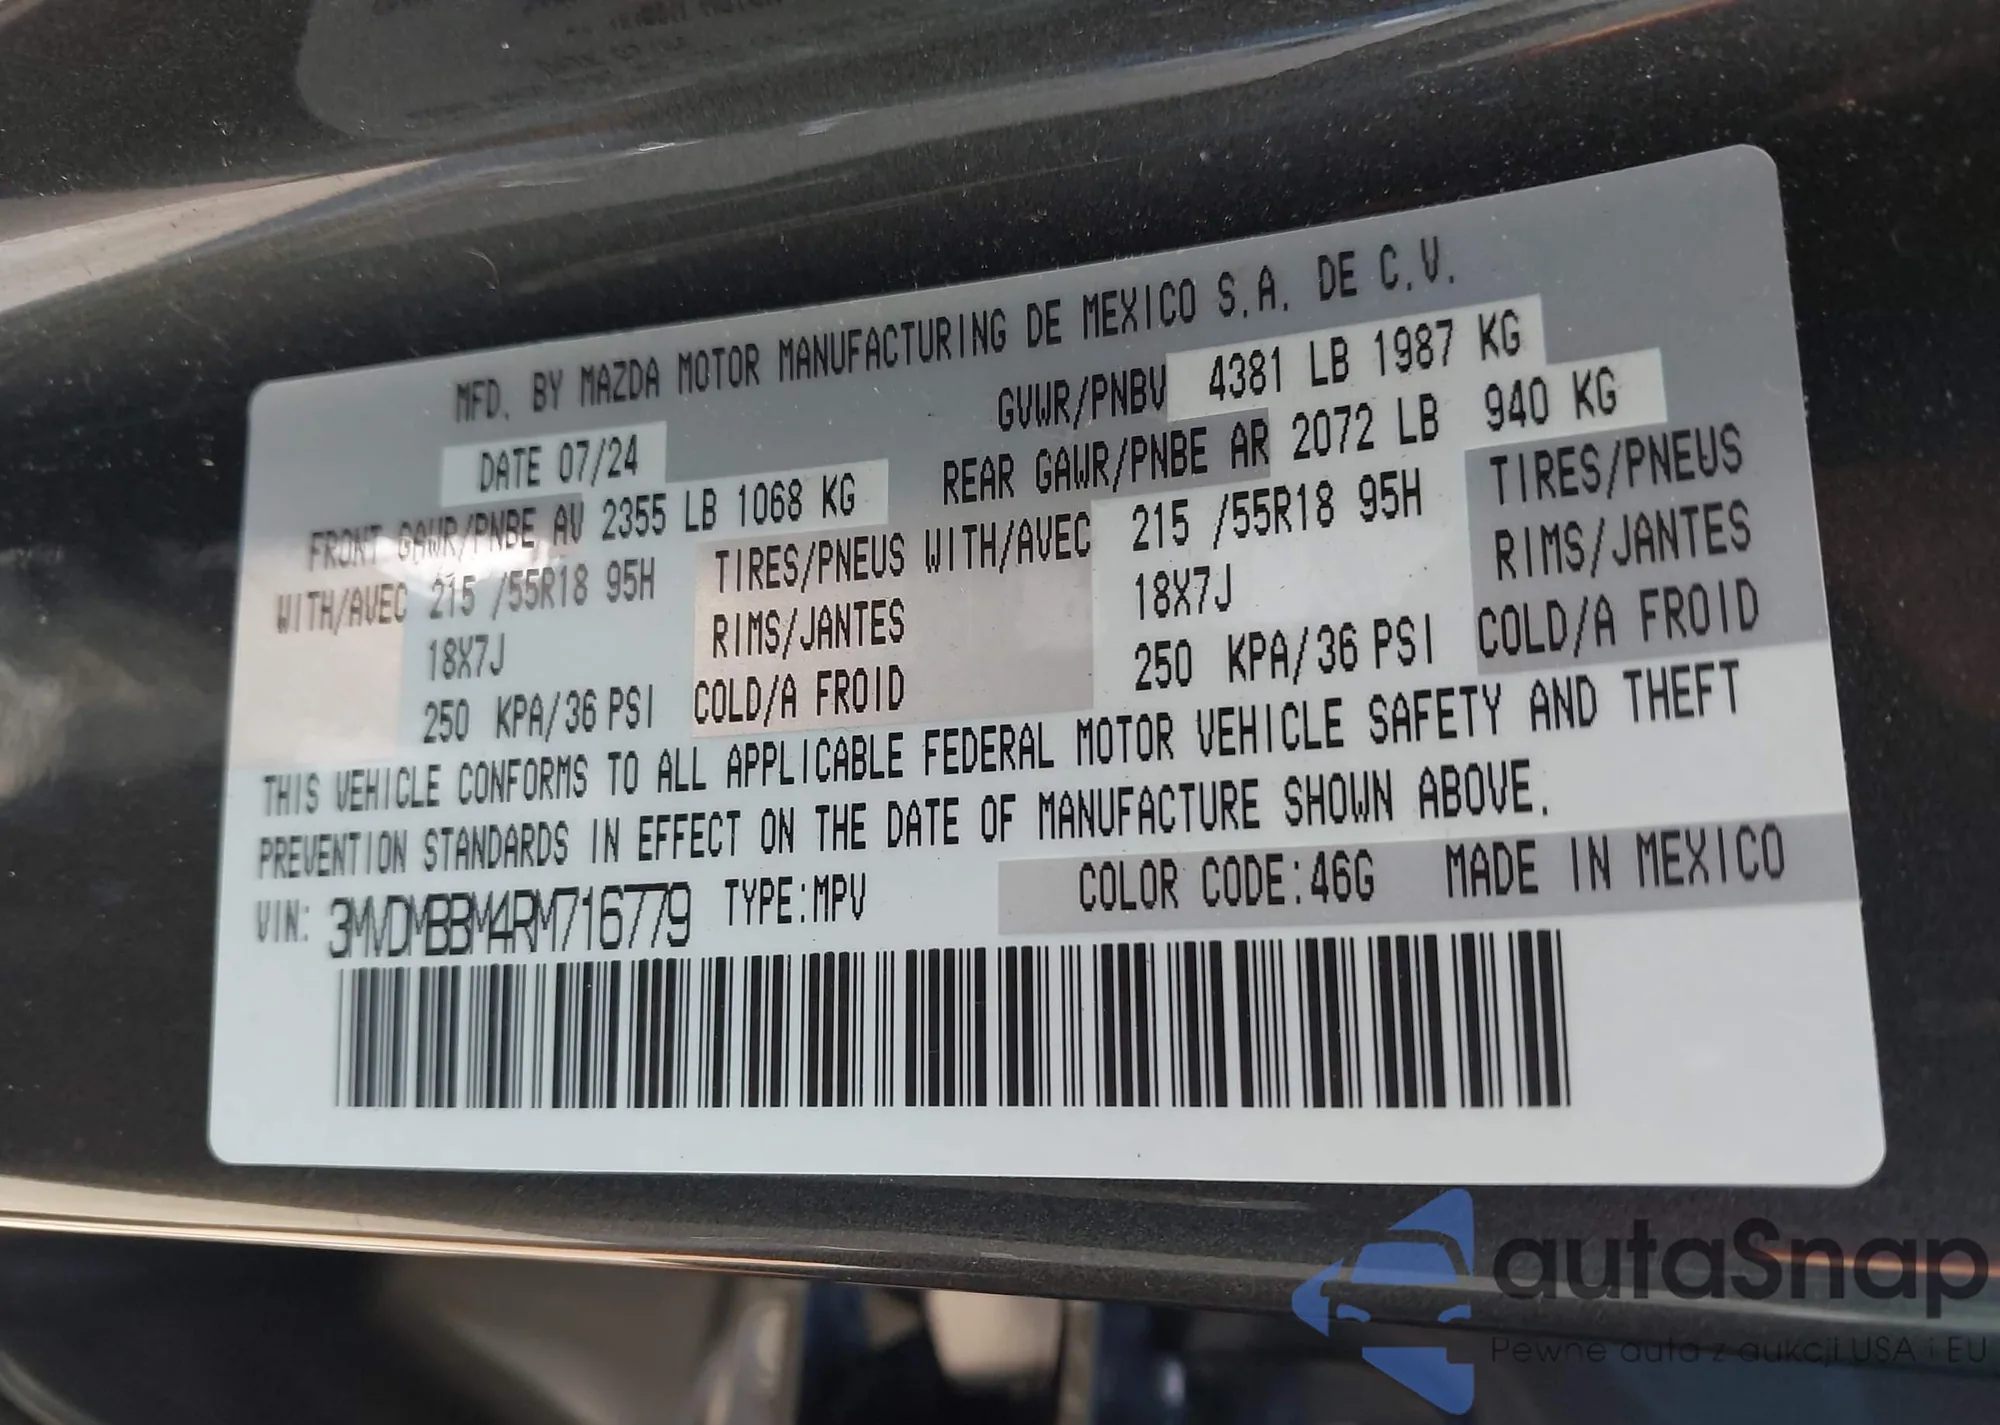 MFD. BY MAZDA MOTOR MANUFACTURING DE MEXICO S.A. DE C.V.
DATE 07/24 GVWR/PNBV 4381 LB 1987 KG
FRONT GAWR/PNBE AV 2355 LB 1068 KG REAR GAWR/PNBE AR 2072 LB 940 KG
WITH/AVEC 215 /55R18 95H TIRES/PNEUS WITH/AVEC 215 /55R18 95H TIRES/PNEUS
18X7J RIMS/JANTES 18X7J RIMS/JANTES
250 KPA/36 PSI COLD/A FROID 250 KPA/36 PSI COLD/A FROID
THIS VEHICLE CONFORMS TO ALL APPLICABLE FEDERAL MOTOR VEHICLE SAFETY AND THEFT
PREVENTION STANDARDS IN EFFECT ON THE DATE OF MANUFACTURE SHOWN ABOVE.
VIN: 3MVDMBBM4RM716779 TYPE:MPV COLOR CODE:46G MADE IN MEXICO
autaSnap
Pewne auta z aukcji USA i EU